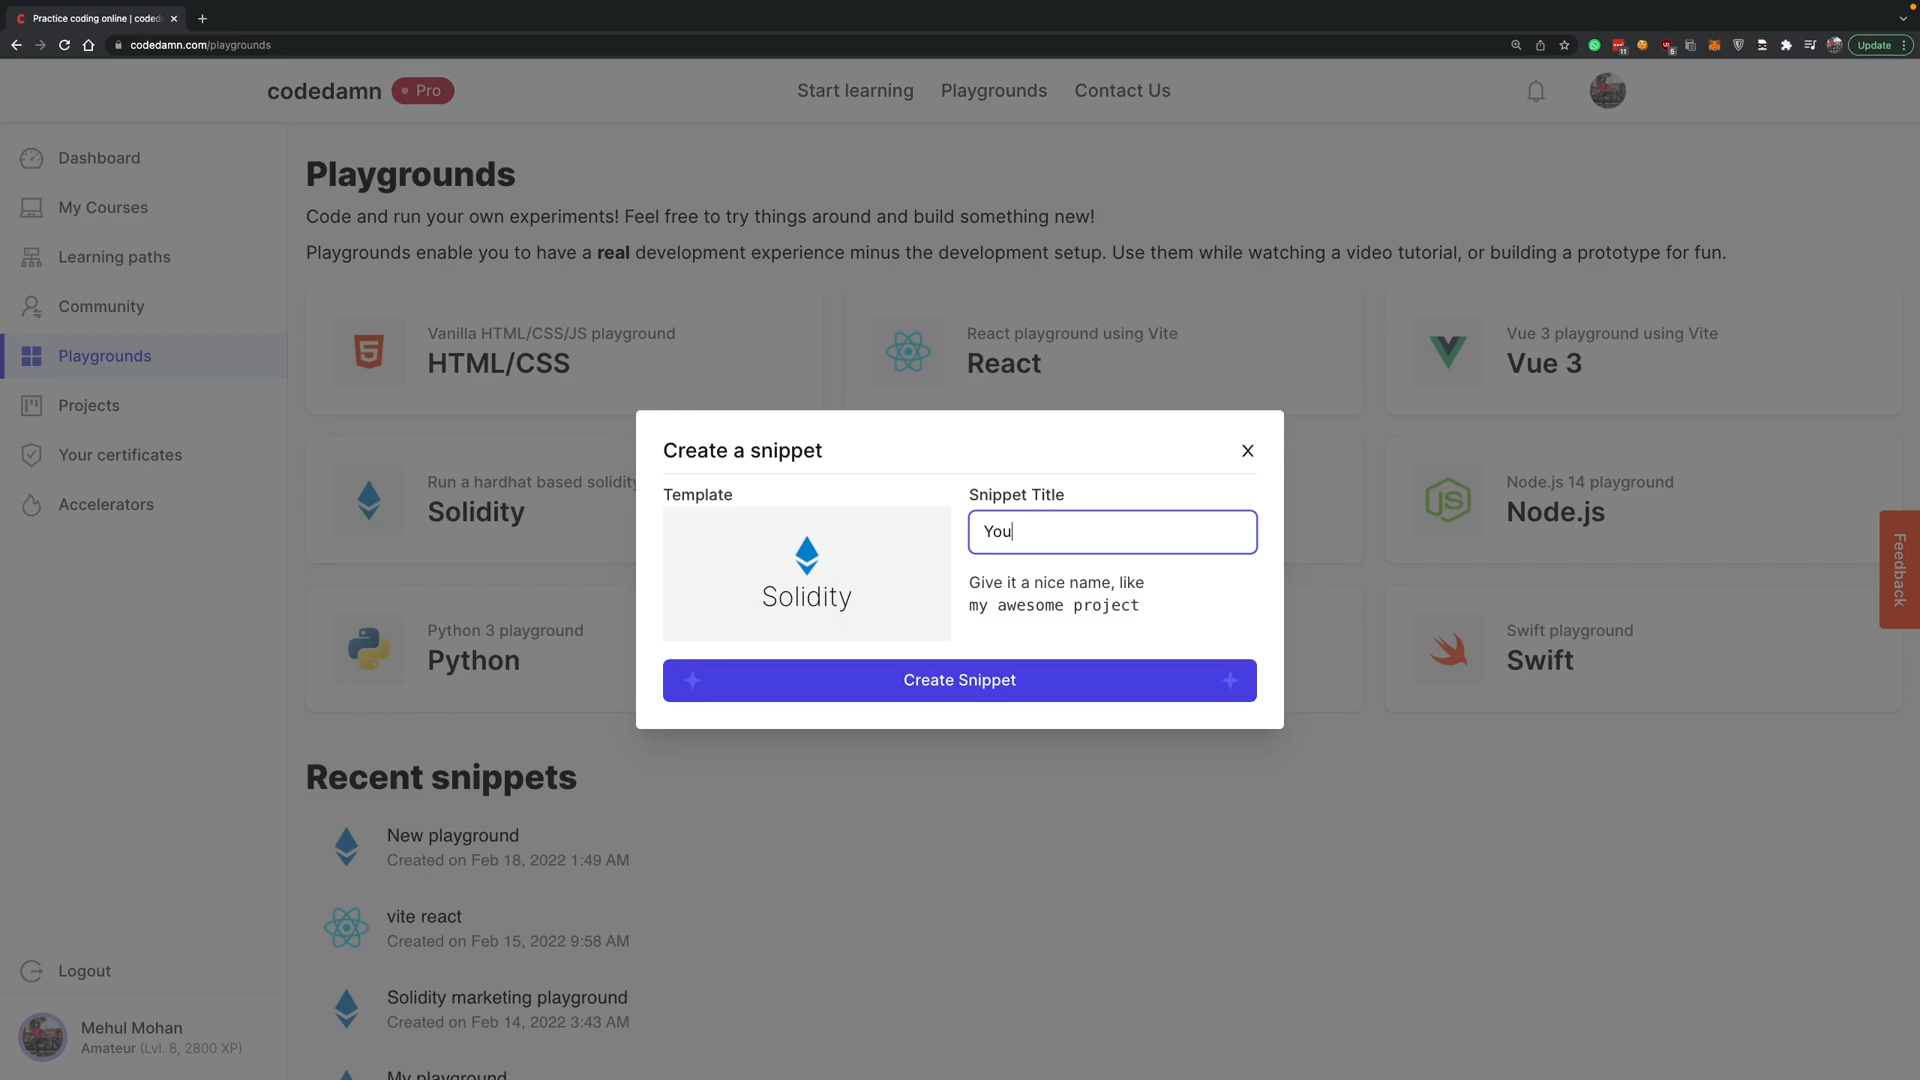 Practice coding online | coded
codedamn.com/playgrounds
11
5
Update
codedamn
Pro
Start learning
Playgrounds
Contact Us
Dashboard
My Courses
Learning paths
Community
Playgrounds
Projects
Your certificates
Accelerators
Logout
Mehul Mohan
Amateur (Lvl. 8, 2800 XP)
Playgrounds
Code and run your own experiments! Feel free to try things around and build something new!
Playgrounds enable you to have a real development experience minus the development setup. Use them while watching a video tutorial, or building a prototype for fun.
Vanilla HTML/CSS/JS playground
HTML/CSS
React playground using Vite
React
Vue 3 playground using Vite
Vue 3
Run a hardhat based solidity
Solidity
Node.js 14 playground
Node.js
Python 3 playground
Python
Swift playground
Swift
Create a snippet
X
Template
Solidity
Snippet Title
You
Give it a nice name, like
my awesome project
Create Snippet
Feedback
Recent snippets
New playground
Created on Feb 18, 2022 1:49 AM
vite react
Created on Feb 15, 2022 9:58 AM
Solidity marketing playground
Created on Feb 14, 2022 3:43 AM
My playground